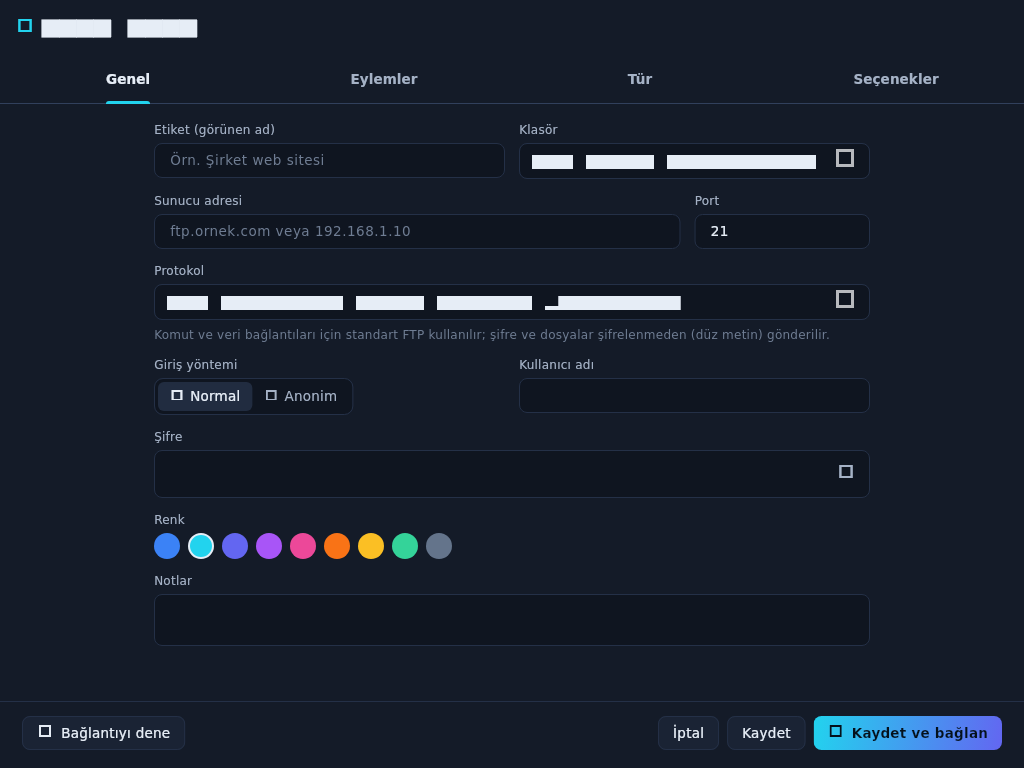 Genel Eylemler Tür Seçenekler
Etiket (görünen ad) Klasör
Örn. Şirket web sitesi
Sunucu adresi Port
ftp.ornek.com veya 192.168.1.10 21
Protokol
Komut ve veri bağlantıları için standart FTP kullanılır; şifre ve dosyalar şifrelenmeden (düz metin) gönderilir.
Giriş yöntemi Kullanıcı adı
Normal Anonim
Şifre
Renk
Notlar
Bağlantıyı dene İptal Kaydet Kaydet ve bağlan